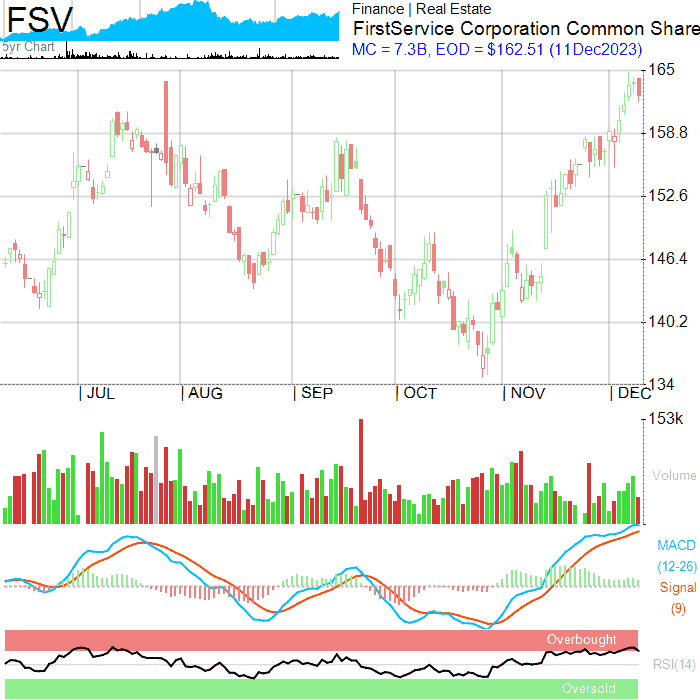 FSV
5yr Chart
Finance | Real Estate
FirstService Corporation Common Share
MC = 7.3B, EOD = $162.51 (11Dec2023)
165
158.8
152.6
146.4
140.2
134
JUL AUG SEP OCT NOV DEC
153k
Volume
MACD
(12-26)
Signal
(9)
Overbought
RSI(14)
Oversold